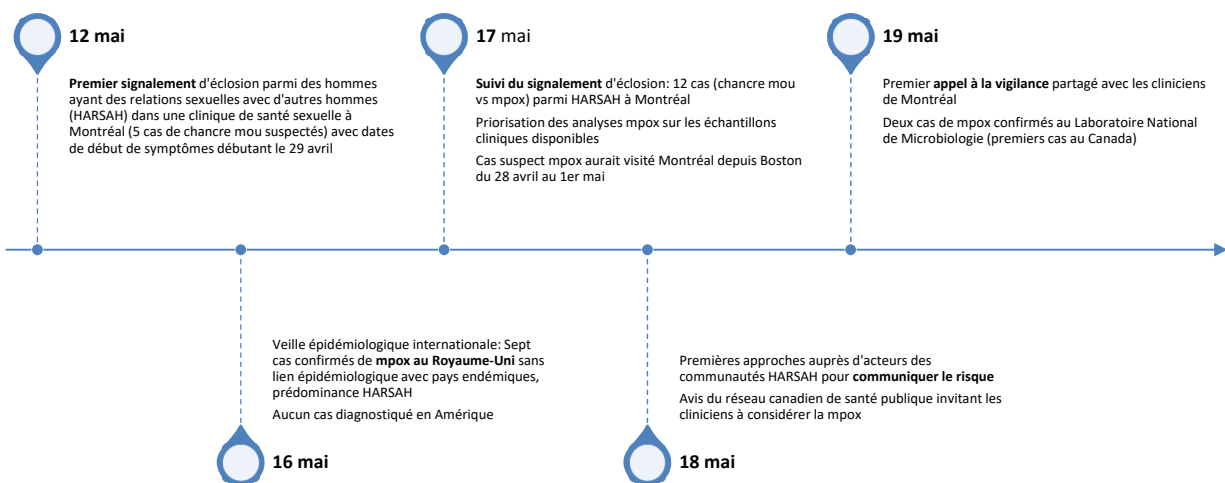 12 mai
Premier signalement d'éclosion parmi des hommes
ayant des relations sexuelles avec d'autres hommes
(HARSAH) dans une clinique de santé sexuelle à
Montréal (5 cas de chancre mou suspectés) avec dates
de début de symptômes débutant le 29 avril
17 mai
Suivi du signalement d'éclosion: 12 cas (chancre mou
vs mpox) parmi HARSAH à Montréal
Priorisation des analyses mpox sur les échantillons
cliniques disponibles
Cas suspect mpox aurait visité Montréal depuis Boston
du 28 avril au 1er mai
19 mai
Premier appel à la vigilance partagé avec les cliniciens
de Montréal
Deux cas de mpox confirmés au Laboratoire National
de Microbiologie (premiers cas au Canada)
Veille épidémiologique internationale: Sept
cas confirmés de mpox au Royaume-Uni sans
lien épidémiologique avec pays endémiques,
prédominance HARSAH
Aucun cas diagnostiqué en Amérique
16 mai
Premières approches auprès d'acteurs des
communautés HARSAH pour communiquer le risque
Avis du réseau canadien de santé publique invitant les
cliniciens à considérer la mpox
18 mai